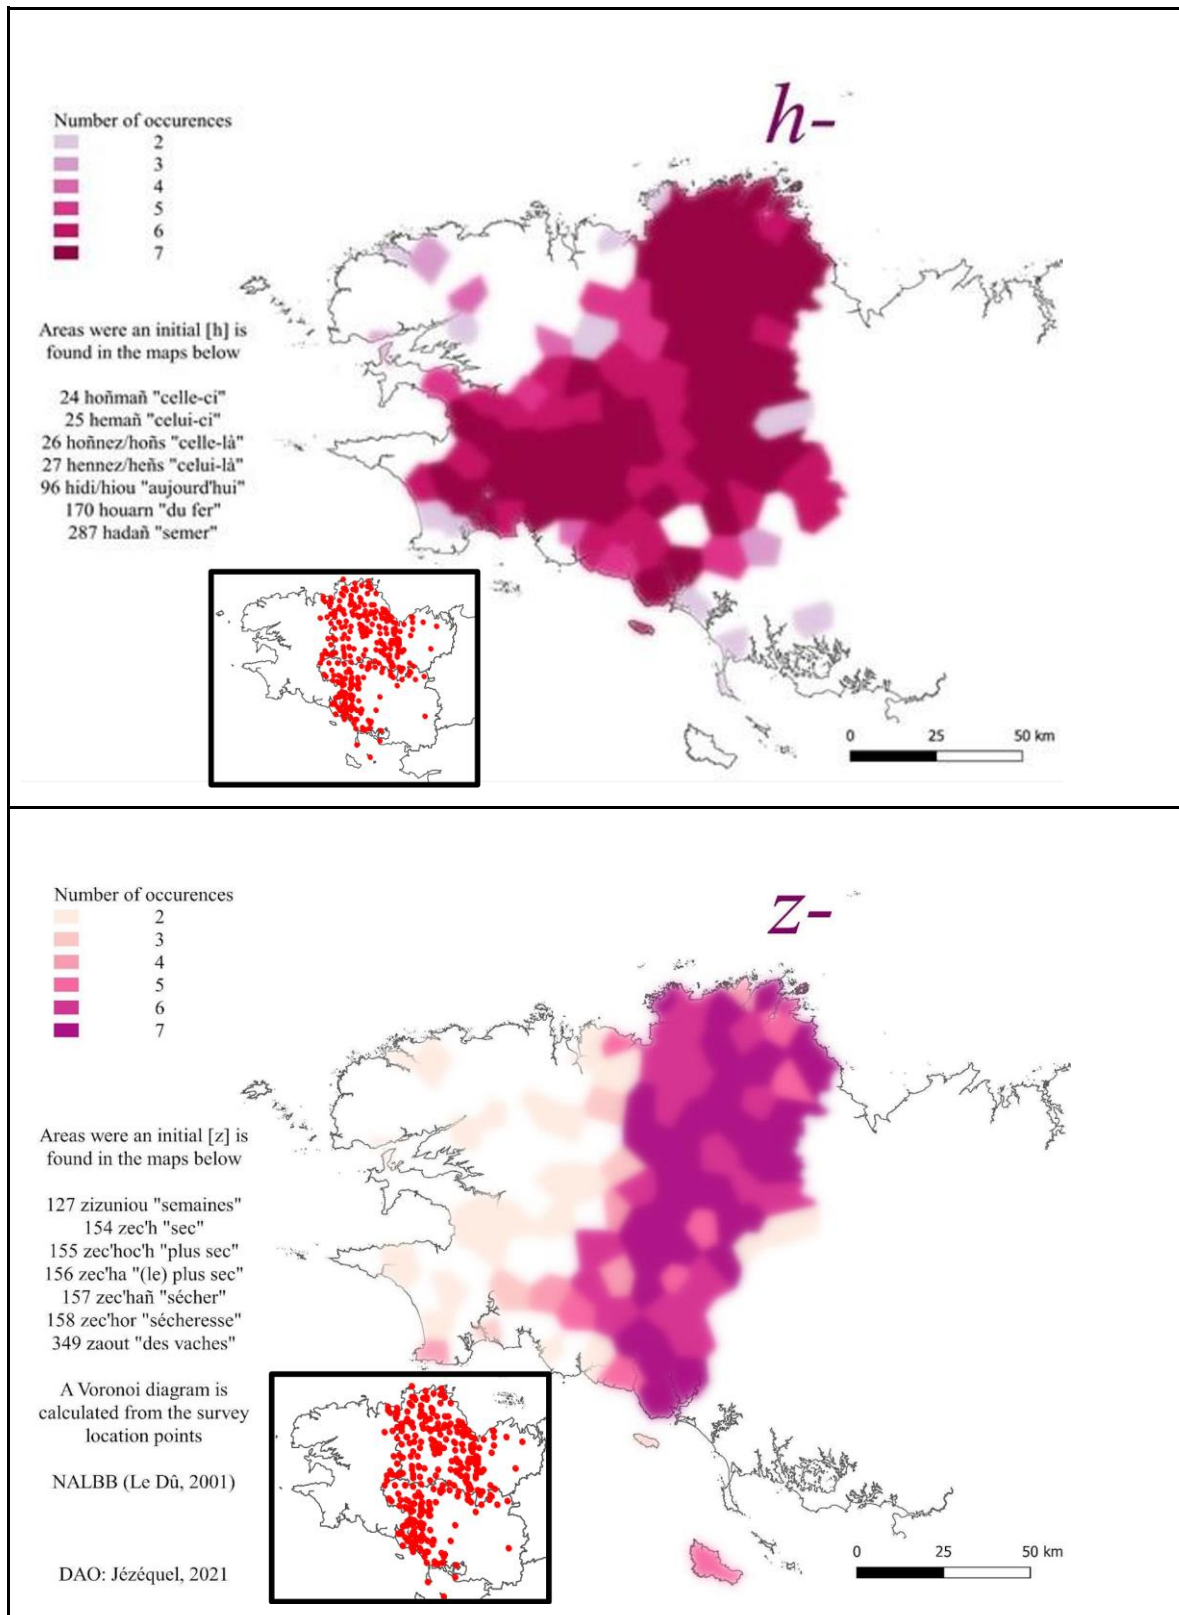 h-
Number of occurences
2
3
4
5
6
7
Areas were an initial [h] is
found in the maps below
24 hoñmañ "celle-ci"
25 hemañ "celui-ci"
26 hoñnez/hoñs "celle-là"
27 hennez/heñs "celui-là"
96 hidi/hiou "aujourd'hui"
170 houarn "du fer"
287 hadañ "semer"
0 25 50 km
z-
Number of occurences
2
3
4
5
6
7
Areas were an initial [z] is
found in the maps below
127 zizuniou "semaines"
154 zec'h "sec"
155 zec'hoc'h "plus sec"
156 zec'ha "(le) plus sec"
157 zec'hañ "sécher"
158 zec'hor "sécheresse"
349 zaout "des vaches"
A Voronoi diagram is
calculated from the survey
location points
NALBB (Le Dû, 2001)
DAO: Jézéquel, 2021
0 25 50 km